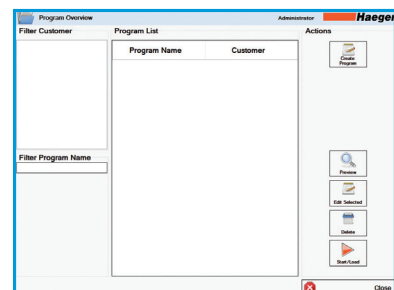 Program Overview Administrator Haeger
Filter Customer Program List Actions
Program Name Customer
Create Program
Filter Program Name
Preview
Edit Selected
Delete
Start/Load
Close